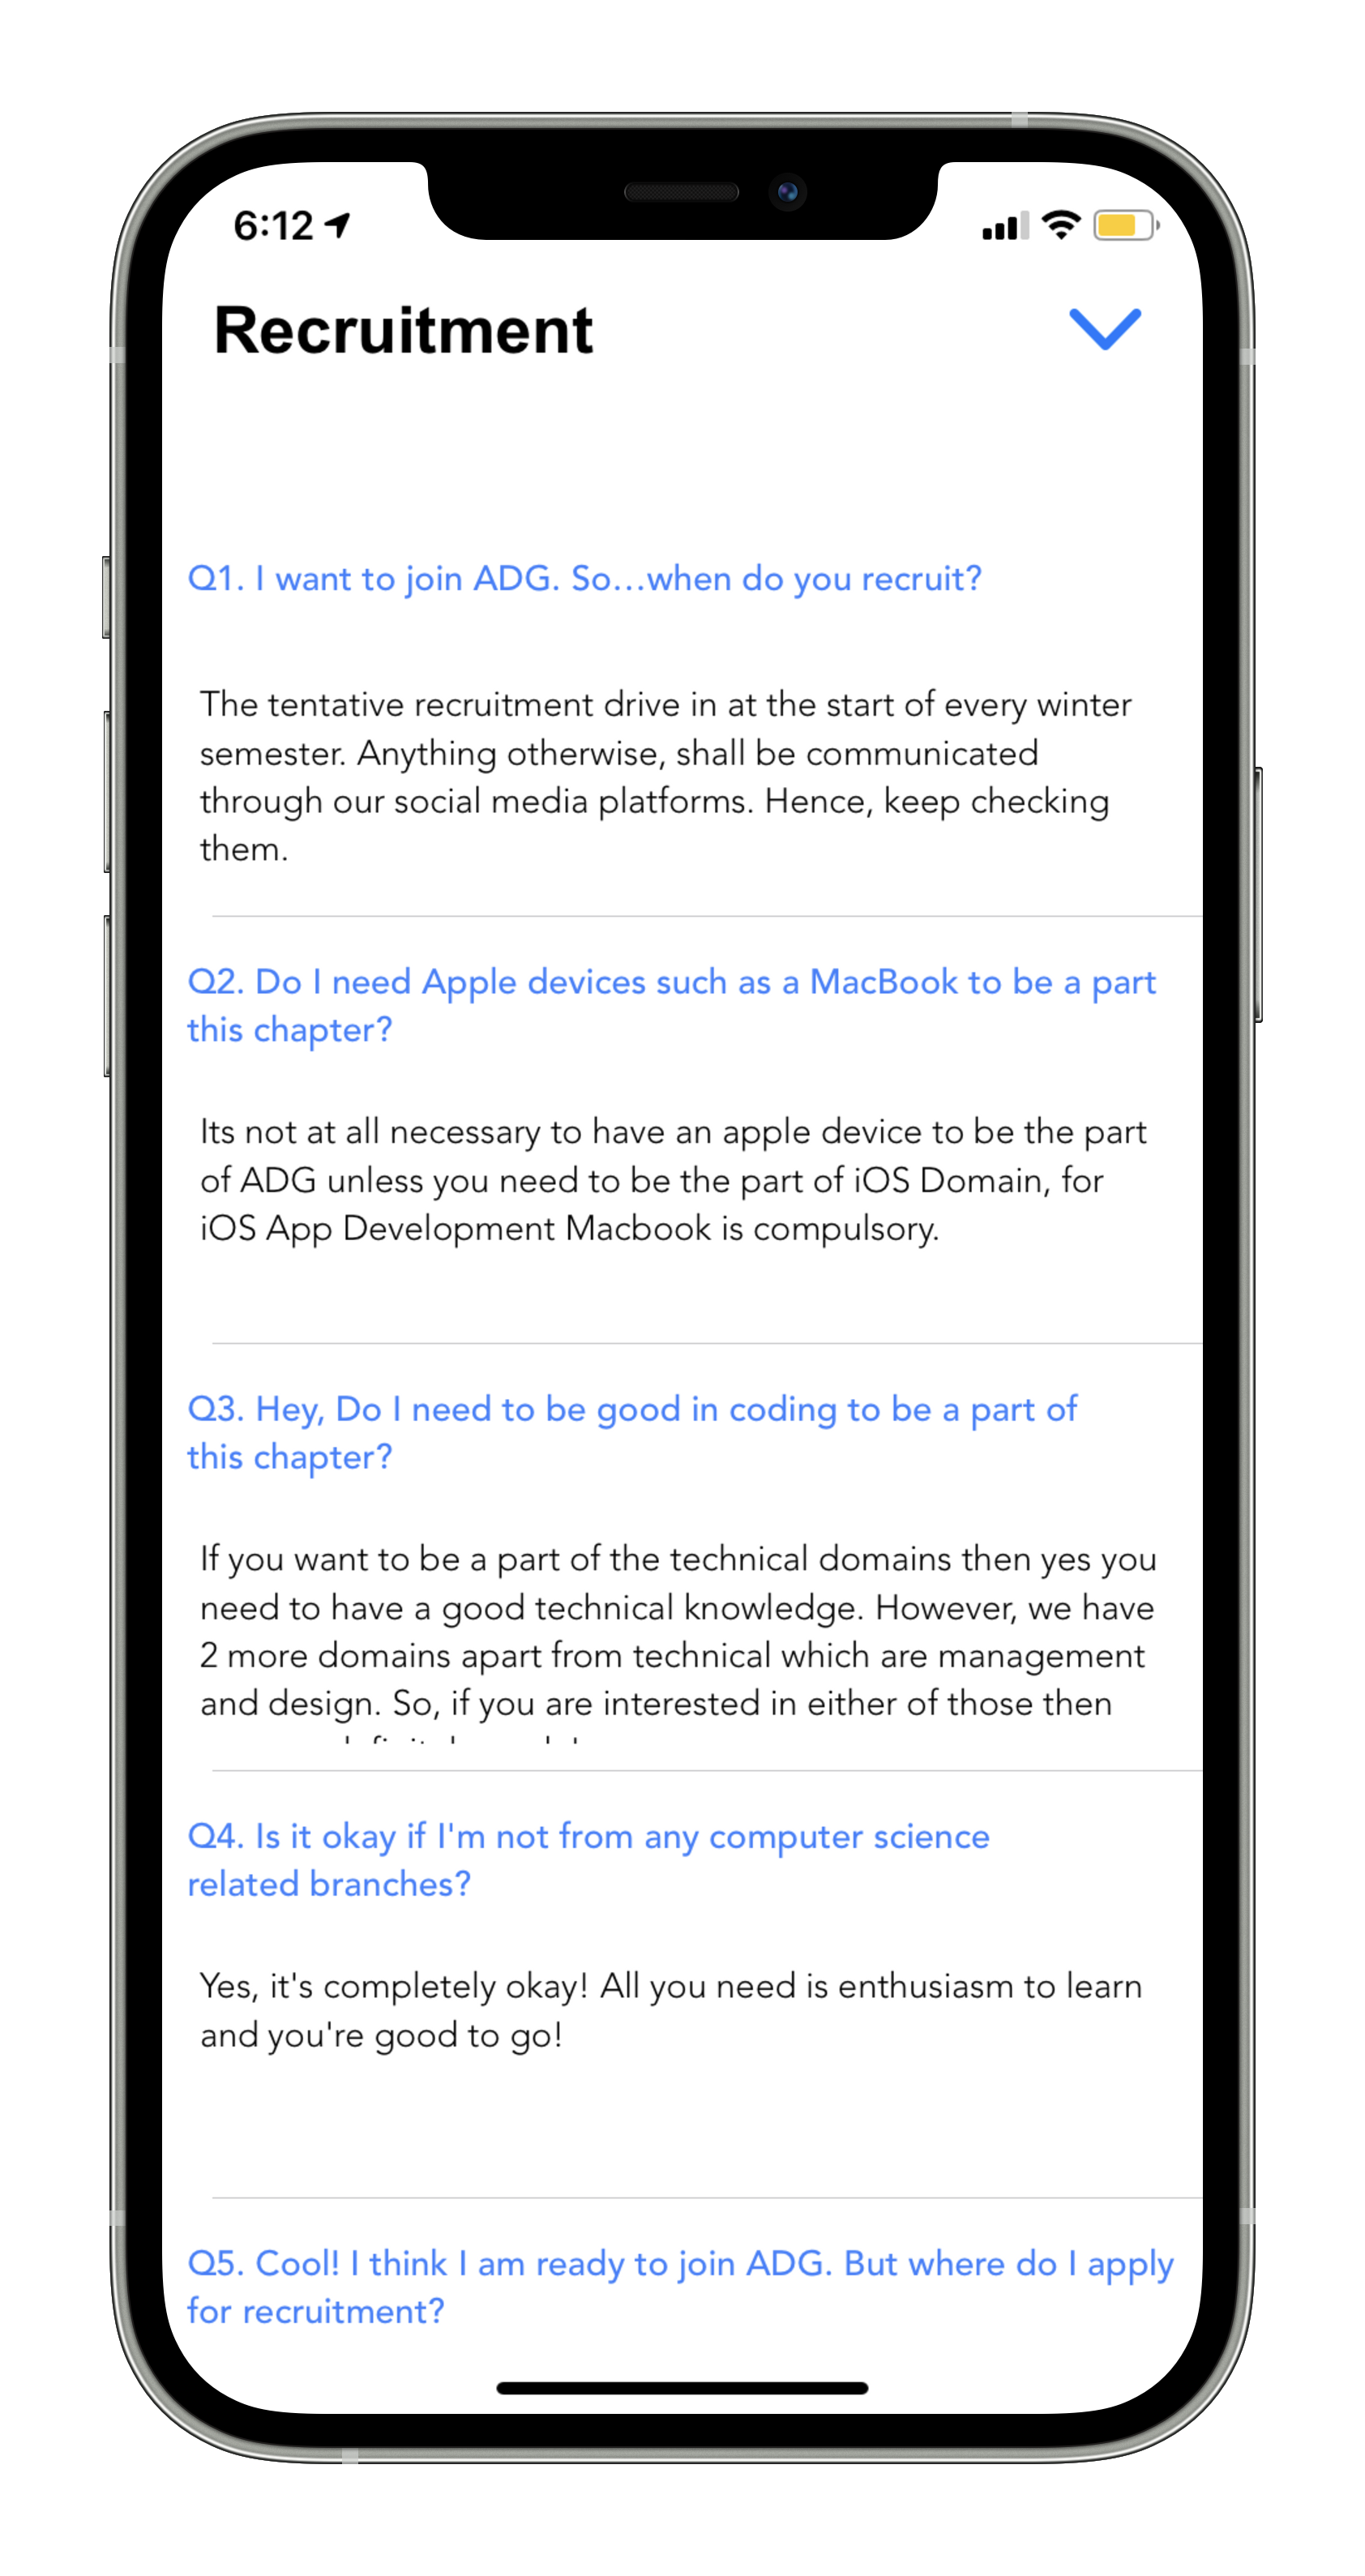 6:12
Recruitment
Q1. I want to join ADG. So...when do you recruit?
The tentative recruitment drive in at the start of every winter
semester. Anything otherwise, shall be communicated
through our social media platforms. Hence, keep checking
them.
Q2. Do I need Apple devices such as a MacBook to be a part
this chapter?
Its not at all necessary to have an apple device to be the part
of ADG unless you need to be the part of iOS Domain, for
iOS App Development Macbook is compulsory.
Q3. Hey, Do I need to be good in coding to be a part of
this chapter?
If you want to be a part of the technical domains then yes you
need to have a good technical knowledge. However, we have
2 more domains apart from technical which are management
and design. So, if you are interested in either of those then
Q4. Is it okay if I'm not from any computer science
related branches?
Yes, it's completely okay! All you need is enthusiasm to learn
and you're good to go!
Q5. Cool! I think I am ready to join ADG. But where do I apply
for recruitment?